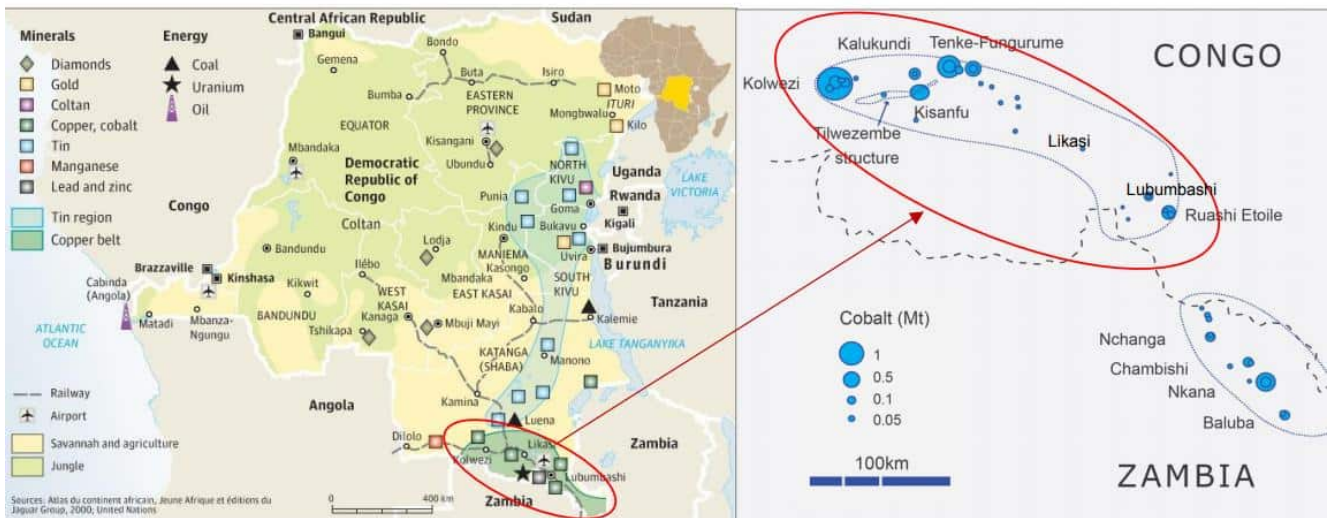 Minerals
Diamonds
Gold
Coltan
Copper, cobalt
Tin
Manganese
Lead and zinc
Tin region
Copper belt
Energy
Coal
Uranium
Oil
Central African Republic
Sudan
Bangui
Gemena
Bondo
Buta
Isiro
Bumba
EASTERN
PROVINCE
Moto
ITURI
Mongbwalu
Kilo
EQUATOR
Kisangani
Ubundu
Mbandaka
Democratic
Republic of
Congo
NORTH
KIVU
Uganda
LAKE
VICTORIA
Rwanda
Kigali
Punia
Goma
Bukavu
Congo
Coltan
Kindu
Bujumbura
Burundi
Bandundu
Lodja
Uvira
MANIEMA
Kasongo
Brazzaville
Kinshasa
Ilébo
Mbandaka
EAST KASAI
SOUTH
KIVU
Cabinda
(Angola)
Kikwit
WEST
KASAI
Kanaga
Kabalo
Tanzania
Matadi
Mbanza-
Ngungu
BANDUNDU
Tshikapa
Mbuji Mayi
Kalemie
ATLANTIC
OCEAN
LAKE TANGANYIKA
KATANGA
(SHABA)
Manono
Railway
Airport
Angola
Kamina
Luena
Zambia
Savannah and agriculture
Jungle
Dilolo
Kolwezi
Likasi
Lubumbashi
Zambia
Sources: Atlas du continent africain, Jeune Afrique et éditions du
Jaguar Group, 2000; United Nations
0
400 km
Kalukundi
Tenke-Fungurume
CONGO
Kolwezi
Kisanfu
Tilwezembe
structure
Likasi
Lubumbashi
Ruashi Etoile
Cobalt (Mt)
1
0.5
0.1
0.05
Nchanga
Chambishi
Nkana
Baluba
100km
ZAMBIA